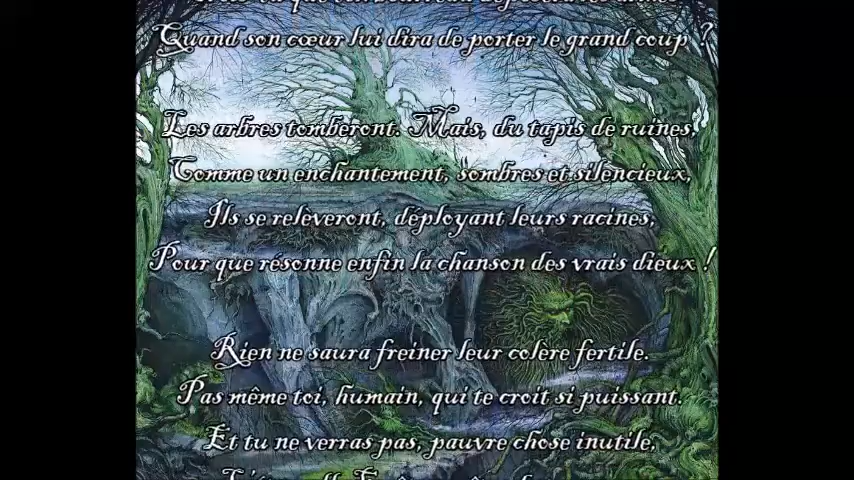 Quand son cœur lui dira de porter le grand coup ?
Les arbres tomberont. Mais, du tapis de ruines,
Comme un enchantement, sombres et silencieux,
Ils se relèveront, déployant leurs racines,
Pour que résonne enfin la chanson des vrais dieux !
Rien ne saura freiner leur colère fertile.
Pas même toi, humain, qui te croit si puissant.
Et tu ne verras pas, pauvre chose inutile,